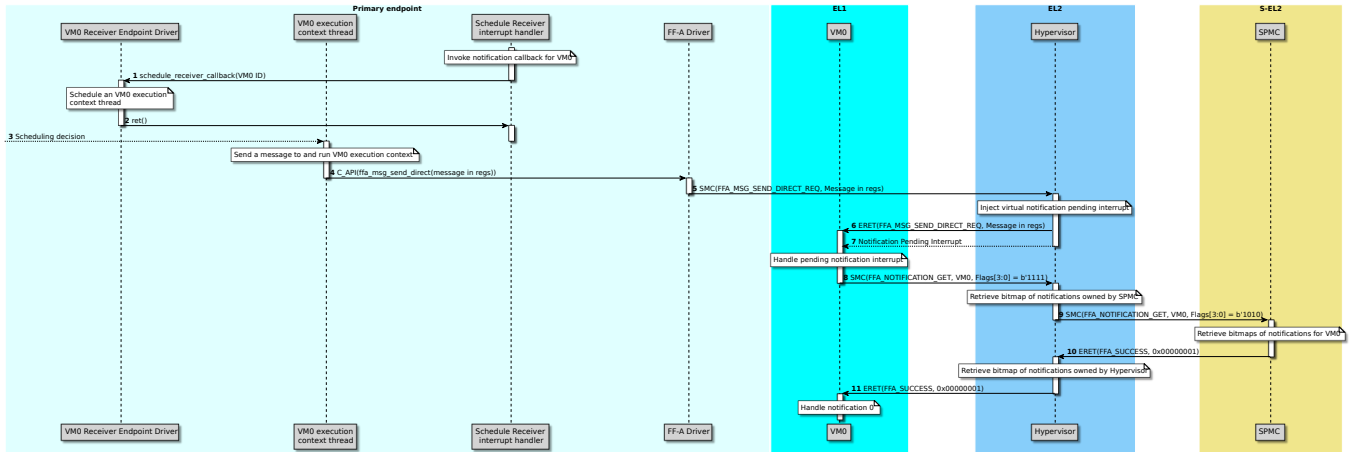 Primary endpoint
EL1
EL2
S-EL2
VM0 Receiver Endpoint Driver
VM0 execution
context thread
Schedule Receiver
interrupt handler
FF-A Driver
VM0
Hypervisor
SPMC
Invoke notification callback for VM0
1 schedule_receiver_callback(VM0 ID)
Schedule an VM0 execution
context thread
2 ret()
3 Scheduling decision
Send a message to and run VM0 execution context
4 C_API(ffa_msg_send_direct(message in regs))
5 SMC(FFA_MSG_SEND_DIRECT_REQ, Message in regs)
Inject virtual notification pending interrupt
6 ERET(FFA_MSG_SEND_DIRECT_REQ, Message in regs)
7 Notification Pending Interrupt
Handle pending notification interrupt
8 SMC(FFA_NOTIFICATION_GET, VM0, Flags[3:0] = b'1111)
Retrieve bitmap of notifications owned by SPMC
9 SMC(FFA_NOTIFICATION_GET, VM0, Flags[3:0] = b'1010)
Retrieve bitmaps of notifications for VM0
10 ERET(FFA_SUCCESS, 0x00000001)
Retrieve bitmap of notifications owned by Hypervisor
11 ERET(FFA_SUCCESS, 0x00000001)
Handle notification 0
VM0 Receiver Endpoint Driver
VM0 execution
context thread
Schedule Receiver
interrupt handler
FF-A Driver
VM0
Hypervisor
SPMC